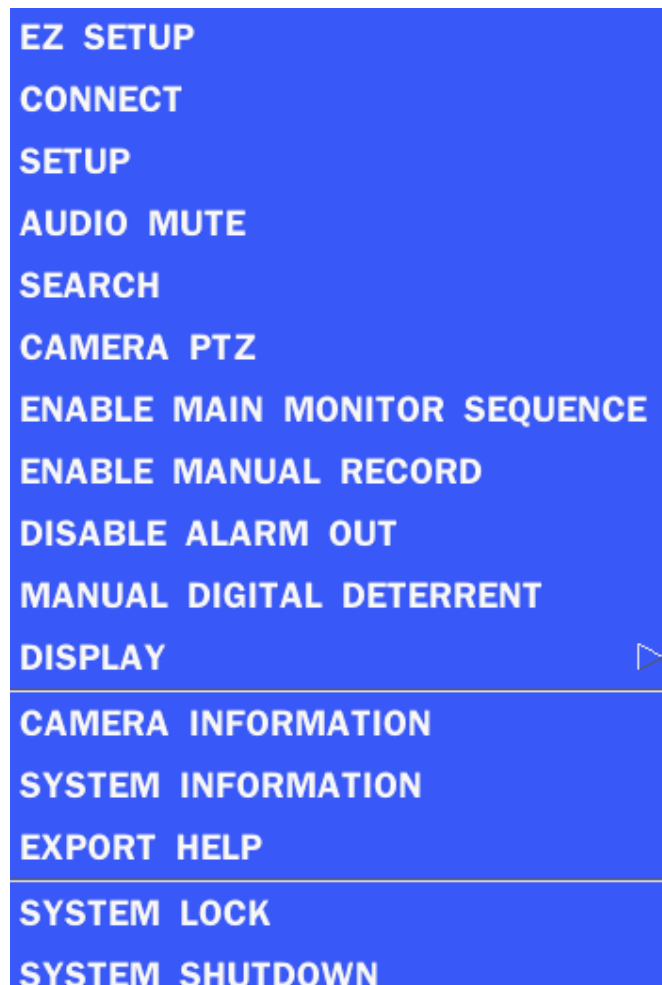 EZ SETUP
CONNECT
SETUP
AUDIO MUTE
SEARCH
CAMERA PTZ
ENABLE MAIN MONITOR SEQUENCE
ENABLE MANUAL RECORD
DISABLE ALARM OUT
MANUAL DIGITAL DETERRENT
DISPLAY
CAMERA INFORMATION
SYSTEM INFORMATION
EXPORT HELP
SYSTEM LOCK
SYSTEM SHUTDOWN